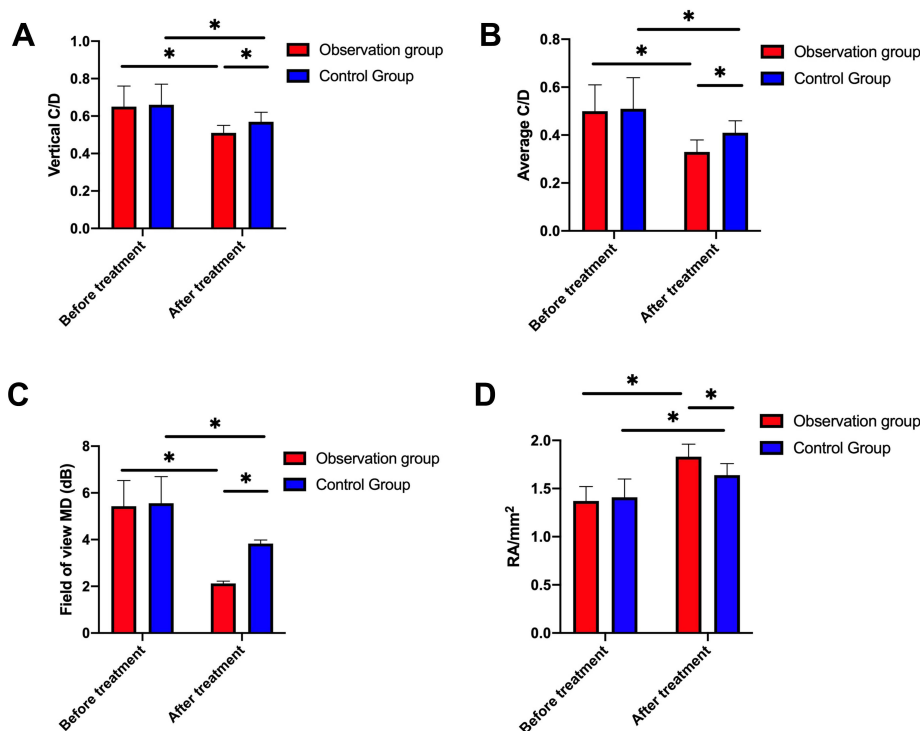 A
Vertical C/D
1.0
0.8
0.6
0.4
0.2
0.0
*
*
*
Observation group
Control Group
Before treatment
After treatment
B
Average C/D
0.8
0.6
0.4
0.2
0.0
*
*
*
Observation group
Control Group
Before treatment
After treatment
C
Field of view MD (dB)
8
6
4
2
0
*
*
*
Observation group
Control Group
Before treatment
After treatment
D
RA/mm²
2.0
1.5
1.0
0.5
0.0
*
*
*
Observation group
Control Group
Before treatment
After treatment